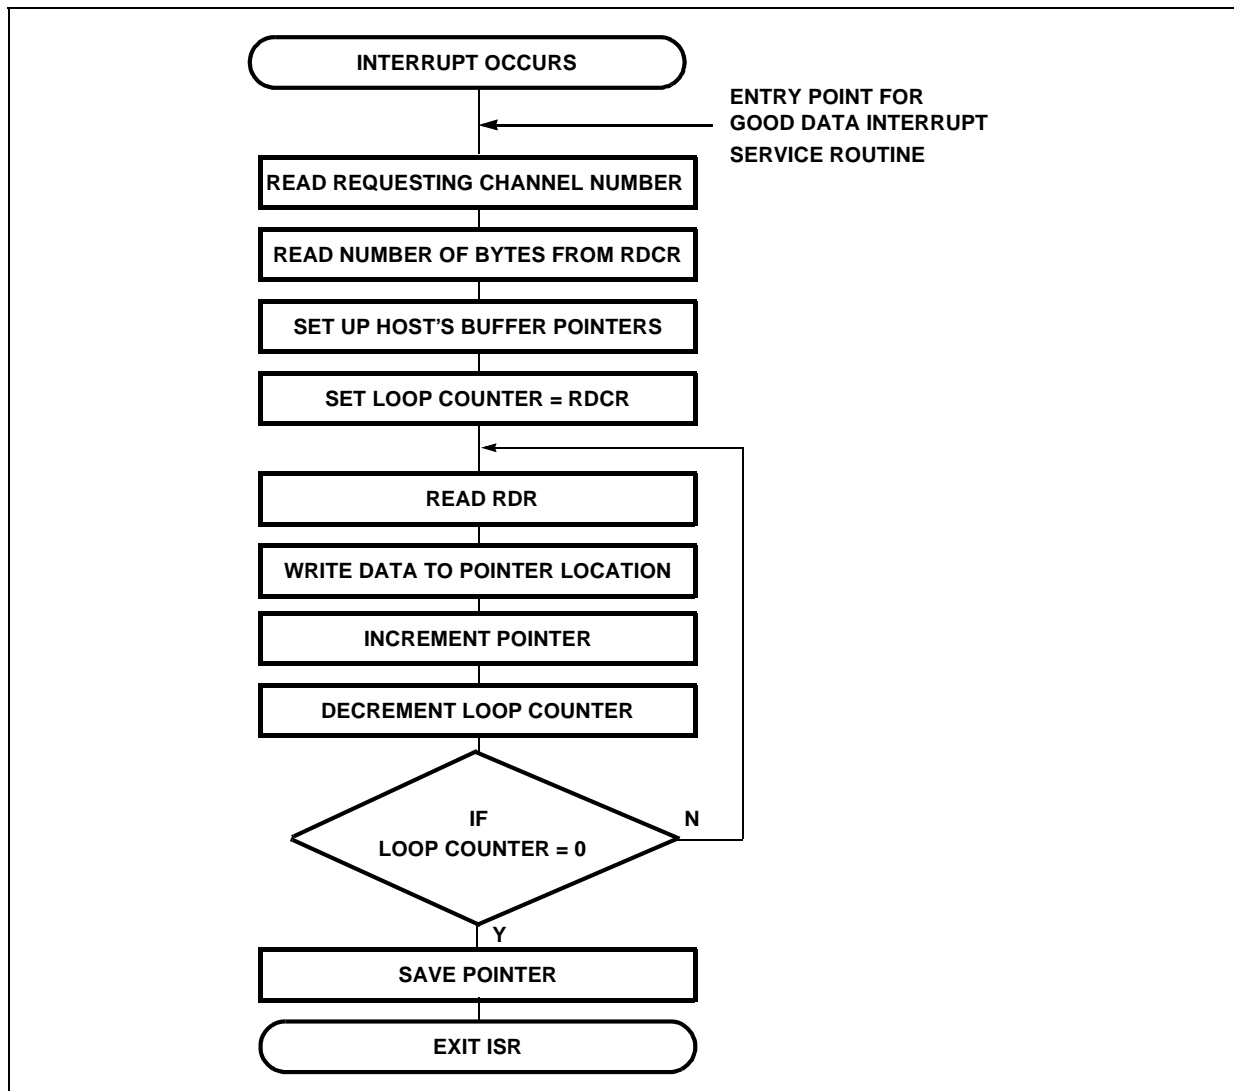 INTERRUPT OCCURS
ENTRY POINT FOR
GOOD DATA INTERRUPT
SERVICE ROUTINE
READ REQUESTING CHANNEL NUMBER
READ NUMBER OF BYTES FROM RDCR
SET UP HOST’S BUFFER POINTERS
SET LOOP COUNTER = RDCR
READ RDR
WRITE DATA TO POINTER LOCATION
INCREMENT POINTER
DECREMENT LOOP COUNTER
IF
LOOP COUNTER = 0
N
Y
SAVE POINTER
EXIT ISR